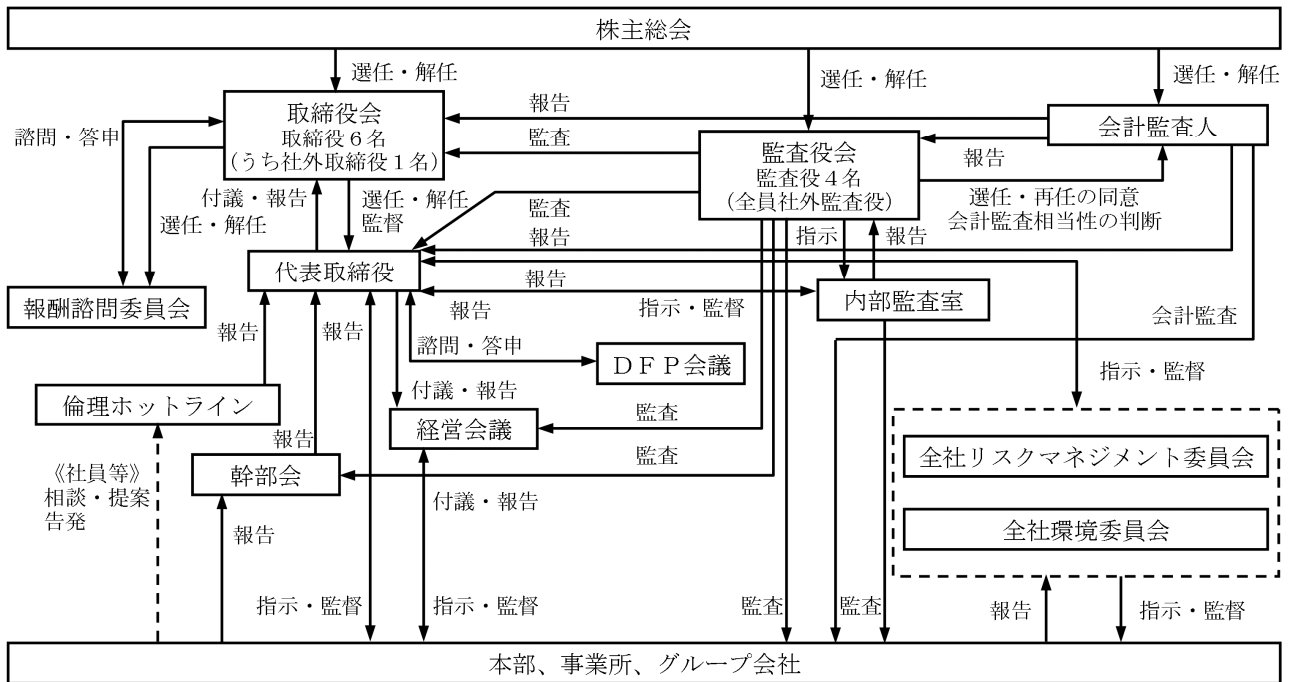 株主総会
選任・解任
選任・解任
選任・解任
取締役会
取締役６名
(うち社外取締役１名)
報告
会計監査人
諮問・答申
監査
監査役会
監査役４名
(全員社外監査役)
報告
付議・報告
選任・解任
監督
選任・解任
監査
選任・再任の同意
会計監査相当性の判断
報告
指示
報告
代表取締役
報告
内部監査室
報酬諮問委員会
報告
報告
報告
指示・監督
会計監査
諮問・答申
ＤＦＰ会議
指示・監督
倫理ホットライン
付議・報告
経営会議
監査
報告
監査
全社リスクマネジメント委員会
《社員等》
相談・提案
告発
幹部会
付議・報告
報告
全社環境委員会
指示・監督
指示・監督
監査
監査
報告
指示・監督
本部、事業所、グループ会社